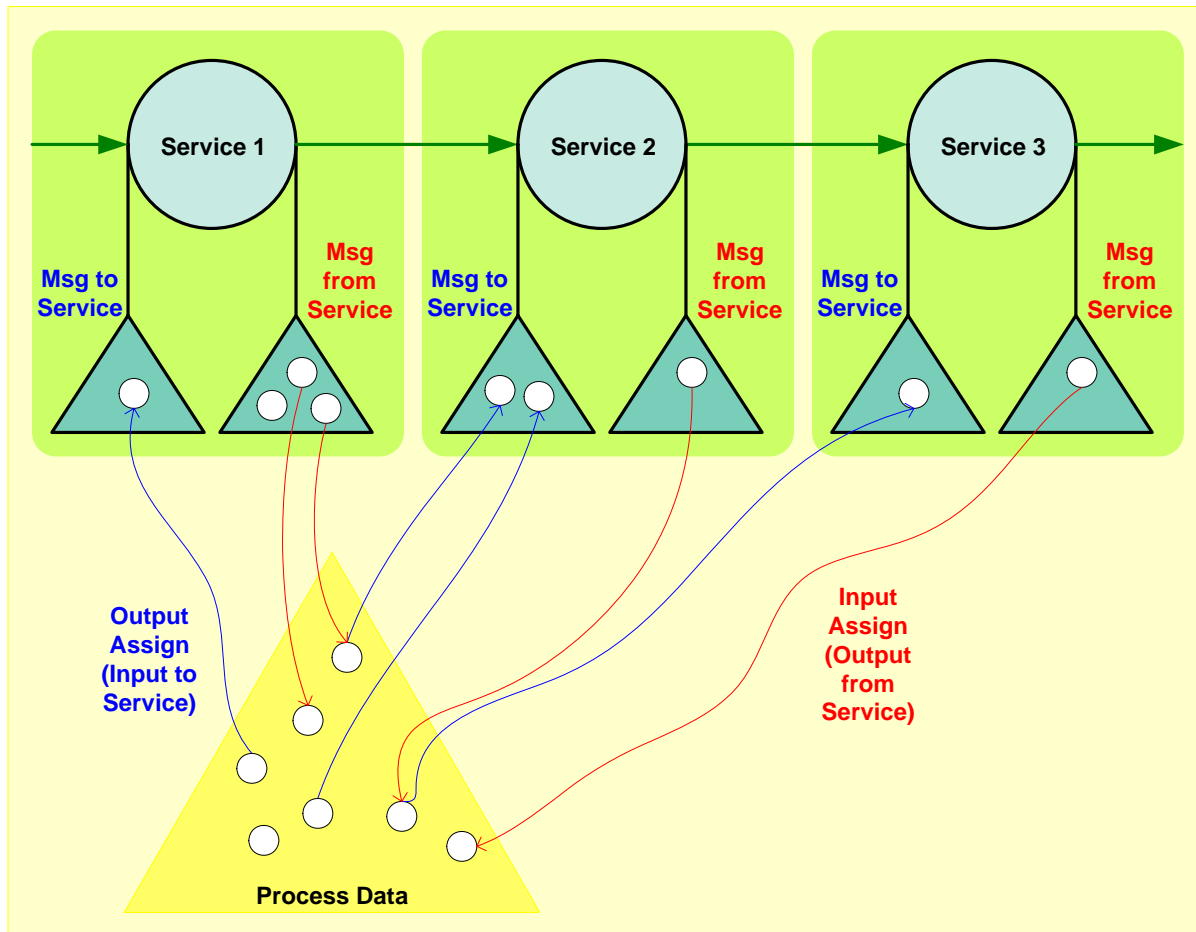 Service 1
Service 2
Service 3
Msg to
Service
Msg
from
Service
Msg to
Service
Msg
from
Service
Msg to
Service
Msg
from
Service
Output
Assign
(Input to
Service)
Input
Assign
(Output
from
Service)
Process Data